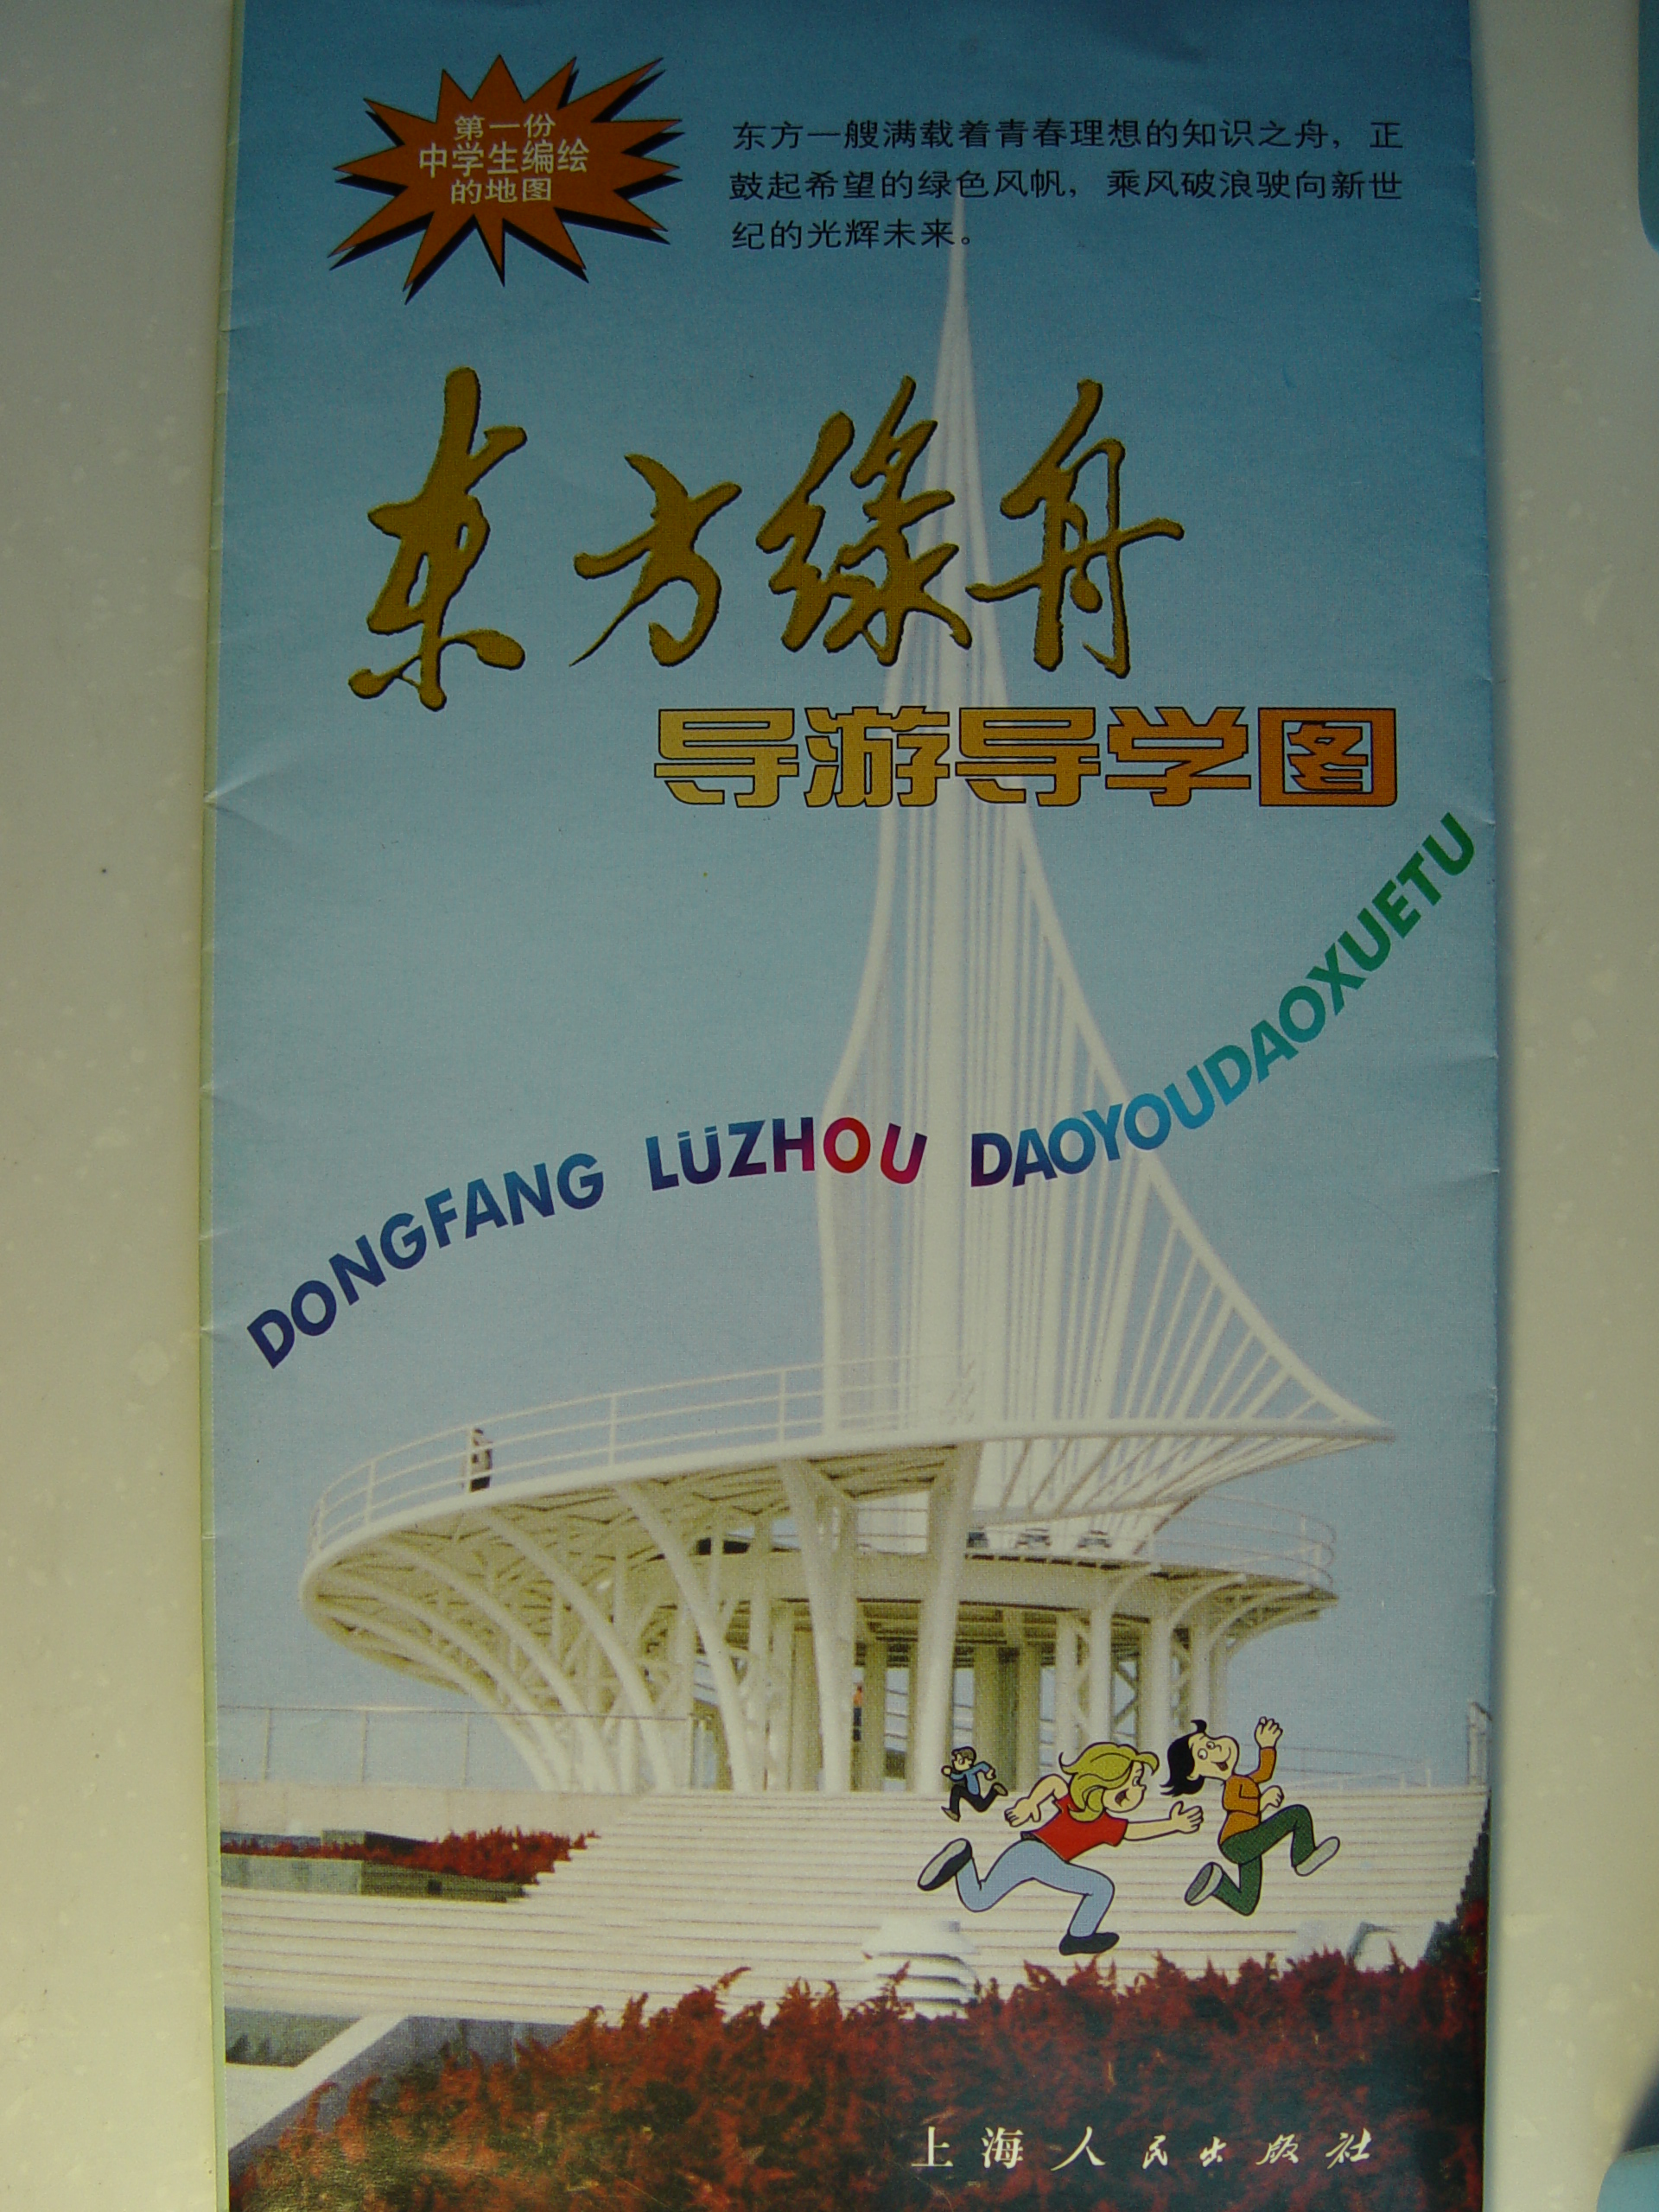 第一份
中学生编绘
的地图
东方一艘满载着青春理想的知识之舟，正
鼓起希望的绿色风帆，乘风破浪驶向新世
纪的光辉未来。
东方绿舟
导游导学图
DONGFANG LÜZHOU DAOYOUDAOXUETU
上海人民出版社